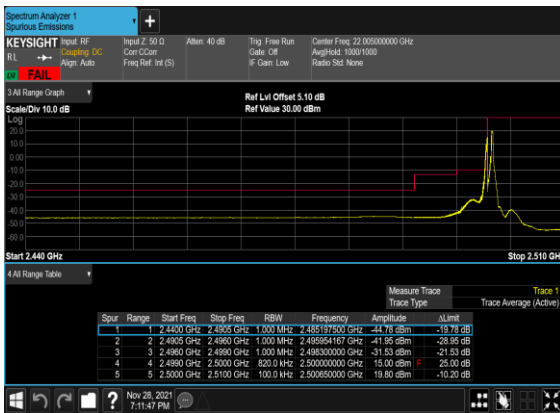 Spectrum Analyzer 1
Spurious Emissions
KEYSIGHT
RL
LV
FAIL
Input: RF
Coupling: DC
Align: Auto
Input Z: 50 Ω
Corr CCorr
Freq Ref: Int (S)
Atten: 40 dB
Trig: Free Run
Gate: Off
IF Gain: Low
Center Freq: 22.005000000 GHz
Avg|Hold: 1000/1000
Radio Std: None
3 All Range Graph
Scale/Div 10.0 dB
Ref Lvl Offset 5.10 dB
Ref Value 30.00 dBm
Log
20.0
10.0
0.00
-10.0
-20.0
-30.0
-40.0
-50.0
-60.0
Start 2.440 GHz
Stop 2.510 GH
4 All Range Table
Measure Trace Trace 1
Trace Type Trace Average (Active)
Spur Range Start Freq Stop Freq RBW Frequency Amplitude ΔLimit
1 1 2.4400 GHz 2.4905 GHz 1.000 MHz 2.485197500 GHz -44.78 dBm -19.78 dB
2 2 2.4905 GHz 2.4960 GHz 1.000 MHz 2.495954167 GHz -41.95 dBm -28.95 dB
3 3 2.4960 GHz 2.4990 GHz 1.000 MHz 2.498300000 GHz -31.53 dBm -21.53 dB
4 4 2.4990 GHz 2.5000 GHz 820.0 kHz 2.500000000 GHz 15.00 dBm F 25.00 dB
5 5 2.5000 GHz 2.5100 GHz 100.0 kHz 2.500650000 GHz 19.80 dBm -10.20 dB
?
Nov 28, 2021
7:11:47 PM